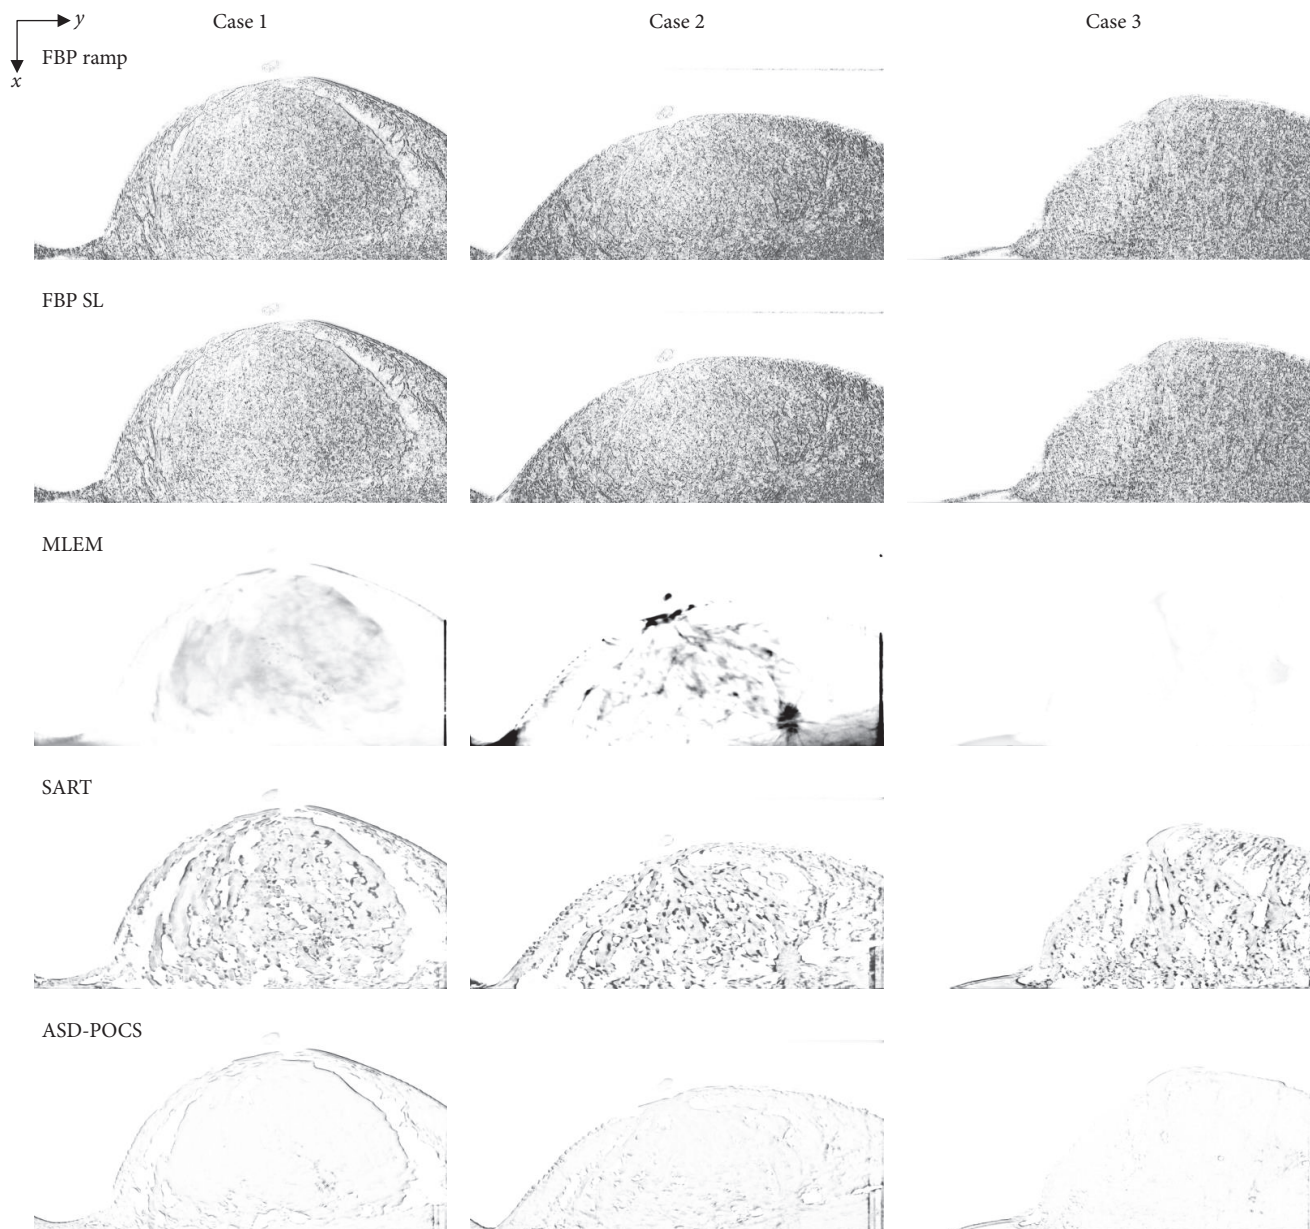 y
Case 1
Case 2
Case 3
x
FBP ramp
FBP SL
MLEM
SART
ASD-POCS